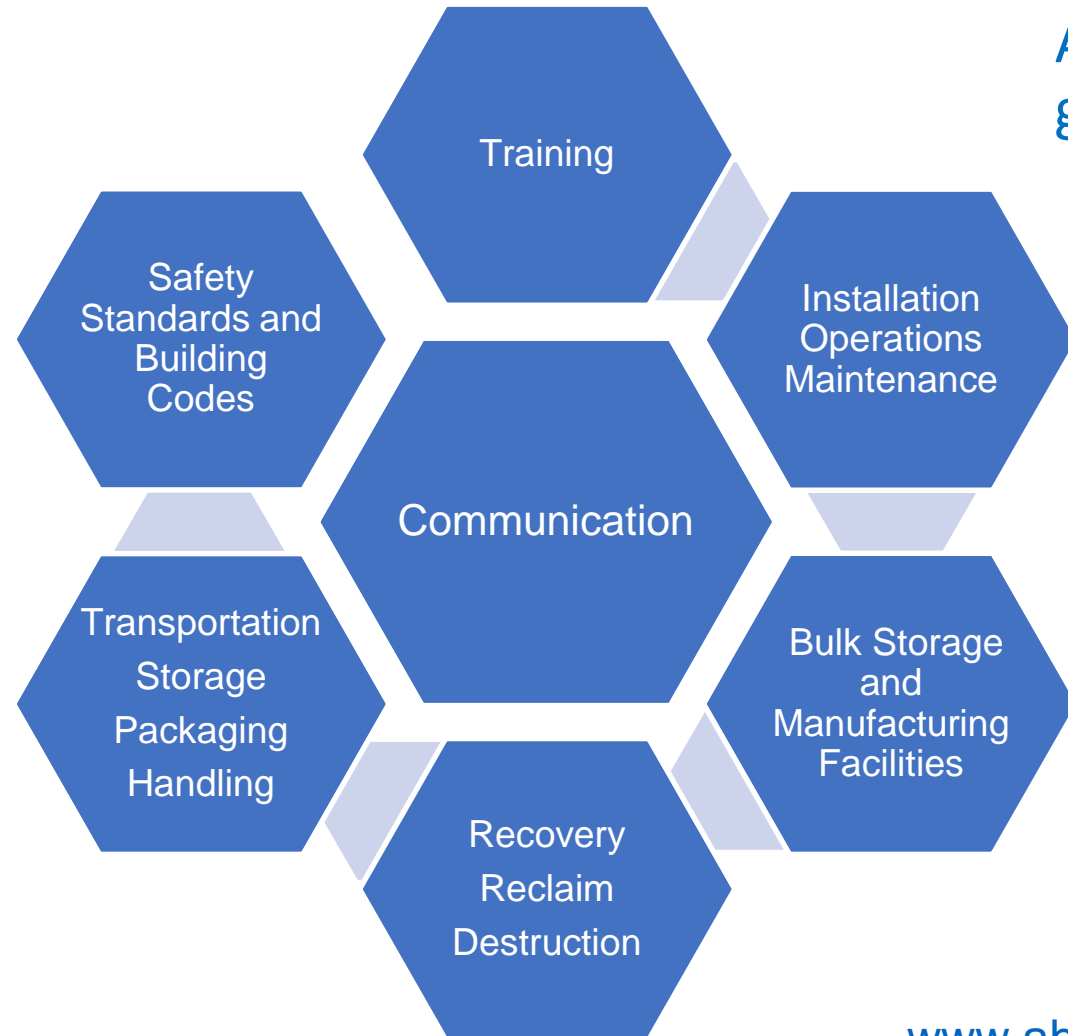 Training
Safety
Standards and
Building
Codes
Installation
Operations
Maintenance
Communication
Transportation
Storage
Packaging
Handling
Bulk Storage
and
Manufacturing
Facilities
Recovery
Reclaim
Destruction